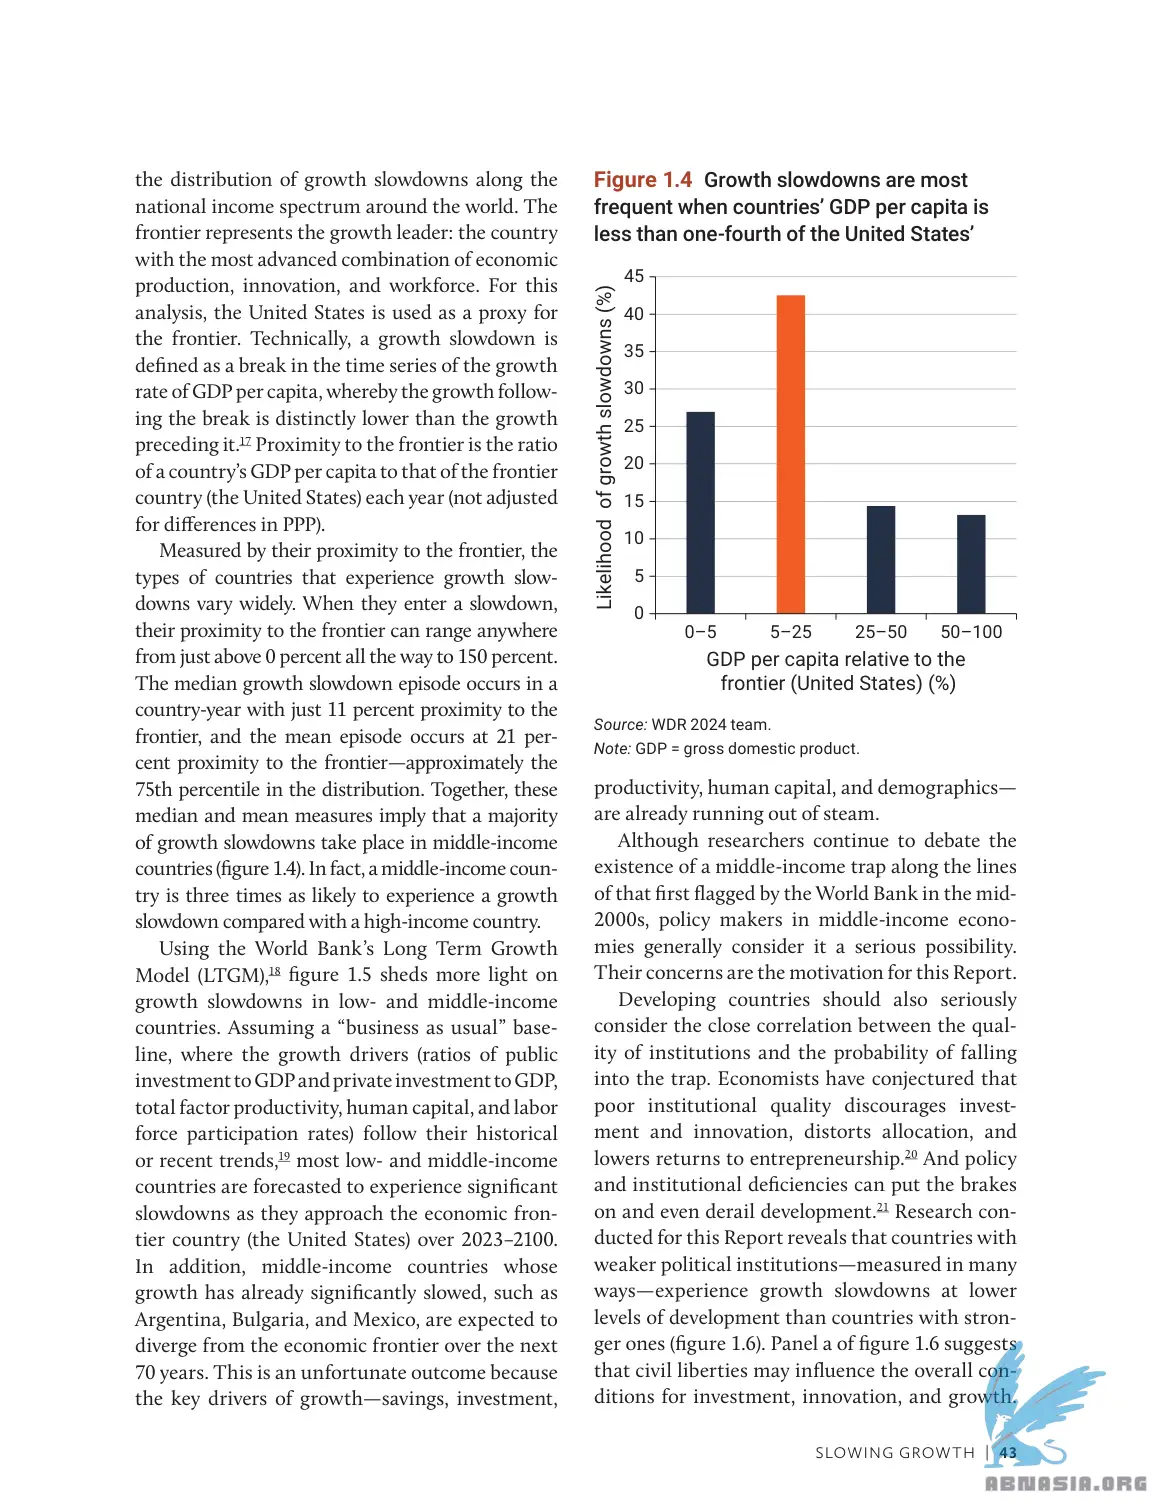 the distribution of growth slowdowns along the
national income spectrum around the world. The
frontier represents the growth leader: the country
with the most advanced combination of economic
production, innovation, and workforce. For this
analysis, the United States is used as a proxy for
the frontier. Technically, a growth slowdown is
defined as a break in the time series of the growth
rate of GDP per capita, whereby the growth follow-
ing the break is distinctly lower than the growth
preceding it.17 Proximity to the frontier is the ratio
of a country’s GDP per capita to that of the frontier
country (the United States) each year (not adjusted
for differences in PPP).
Measured by their proximity to the frontier, the
types of countries that experience growth slow-
downs vary widely. When they enter a slowdown,
their proximity to the frontier can range anywhere
from just above 0 percent all the way to 150 percent.
The median growth slowdown episode occurs in a
country-year with just 11 percent proximity to the
frontier, and the mean episode occurs at 21 per-
cent proximity to the frontier—approximately the
75th percentile in the distribution. Together, these
median and mean measures imply that a majority
of growth slowdowns take place in middle-income
countries (figure 1.4). In fact, a middle-income coun-
try is three times as likely to experience a growth
slowdown compared with a high-income country.
Using the World Bank’s Long Term Growth
Model (LTGM),18 figure 1.5 sheds more light on
growth slowdowns in low- and middle-income
countries. Assuming a “business as usual” base-
line, where the growth drivers (ratios of public
investment to GDP and private investment to GDP,
total factor productivity, human capital, and labor
force participation rates) follow their historical
or recent trends,19 most low- and middle-income
countries are forecasted to experience significant
slowdowns as they approach the economic fron-
tier country (the United States) over 2023–2100.
In addition, middle-income countries whose
growth has already significantly slowed, such as
Argentina, Bulgaria, and Mexico, are expected to
diverge from the economic frontier over the next
70 years. This is an unfortunate outcome because
the key drivers of growth—savings, investment,
Figure 1.4 Growth slowdowns are most
frequent when countries’ GDP per capita is
less than one-fourth of the United States’
Likelihood of growth slowdowns (%)
45
40
35
30
25
20
15
10
5
0
0–5 5–25 25–50 50–100
GDP per capita relative to the
frontier (United States) (%)
Source: WDR 2024 team.
Note: GDP = gross domestic product.
productivity, human capital, and demographics—
are already running out of steam.
Although researchers continue to debate the
existence of a middle-income trap along the lines
of that first flagged by the World Bank in the mid-
2000s, policy makers in middle-income econo-
mies generally consider it a serious possibility.
Their concerns are the motivation for this Report.
Developing countries should also seriously
consider the close correlation between the qual-
ity of institutions and the probability of falling
into the trap. Economists have conjectured that
poor institutional quality discourages invest-
ment and innovation, distorts allocation, and
lowers returns to entrepreneurship.20 And policy
and institutional deficiencies can put the brakes
on and even derail development.21 Research con-
ducted for this Report reveals that countries with
weaker political institutions—measured in many
ways—experience growth slowdowns at lower
levels of development than countries with stron-
ger ones (figure 1.6). Panel a of figure 1.6 suggests
that civil liberties may influence the overall con-
ditions for investment, innovation, and growth.
SLOWING GROWTH | 43
ABNASIA.ORG